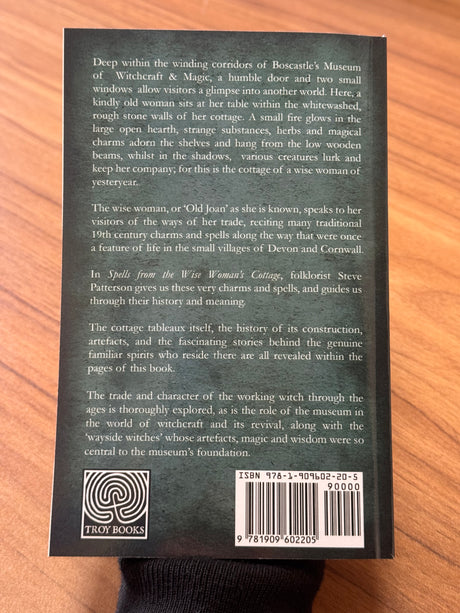 Deep within the winding corridors of Boscastle's Museum
of Witchcraft & Magic, a humble door and two small
windows allow visitors a glimpse into another world. Here, a
kindly old woman sits at her table within the whitewashed,
rough stone walls of her cottage. A small fire glows in the
large open hearth, strange substances, herbs and magical
charms adorn the shelves and hang from the low wooden
beams, whilst in the shadows, various creatures lurk and
keep her company; for this is the cottage of a wise woman of
yesteryear.
The wise woman, or 'Old Joan' as she is known, speaks to her
visitors of the ways of her trade, reciting many traditional
19th century charms and spells along the way that were once
a feature of life in the small villages of Devon and Cornwall.
In Spells from the Wise Woman's Cottage, folklorist Steve
Patterson gives us these very charms and spells, and guides us
through their history and meaning.
The cottage tableaux itself, the history of its construction,
artefacts, and the fascinating stories behind the genuine
familiar spirits who reside there are all revealed within the
pages of this book.
The trade and character of the working witch through the
ages is thoroughly explored, as is the role of the museum in
the world of witchcraft and its revival, along with the
'wayside witches' whose artefacts, magic and wisdom were so
central to the museum's foundation.
TROY BOOKS
ISBN 978-1-909602-20-5
90000
9 781909 602205